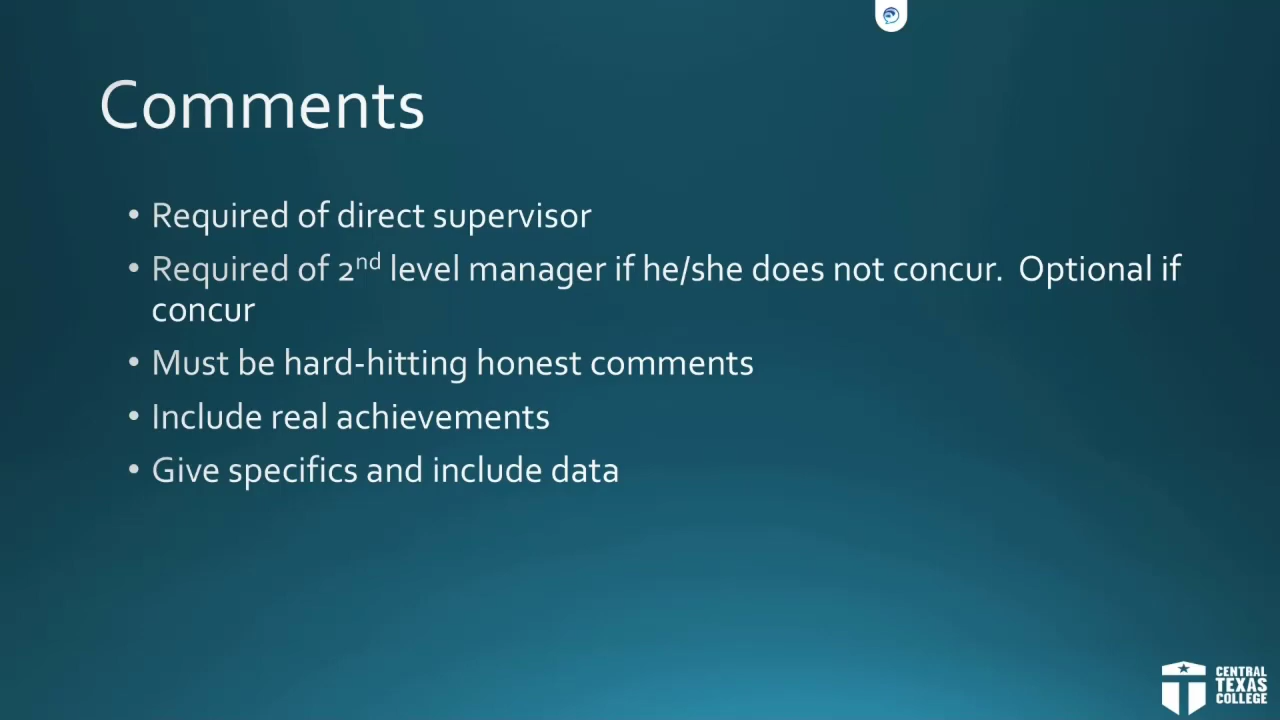 Comments
• Required of direct supervisor
• Required of 2nd level manager if he/she does not concur.  Optional if
concur
• Must be hard-hitting honest comments
• Include real achievements
• Give specifics and include data
CENTRAL
TEXAS
COLLEGE